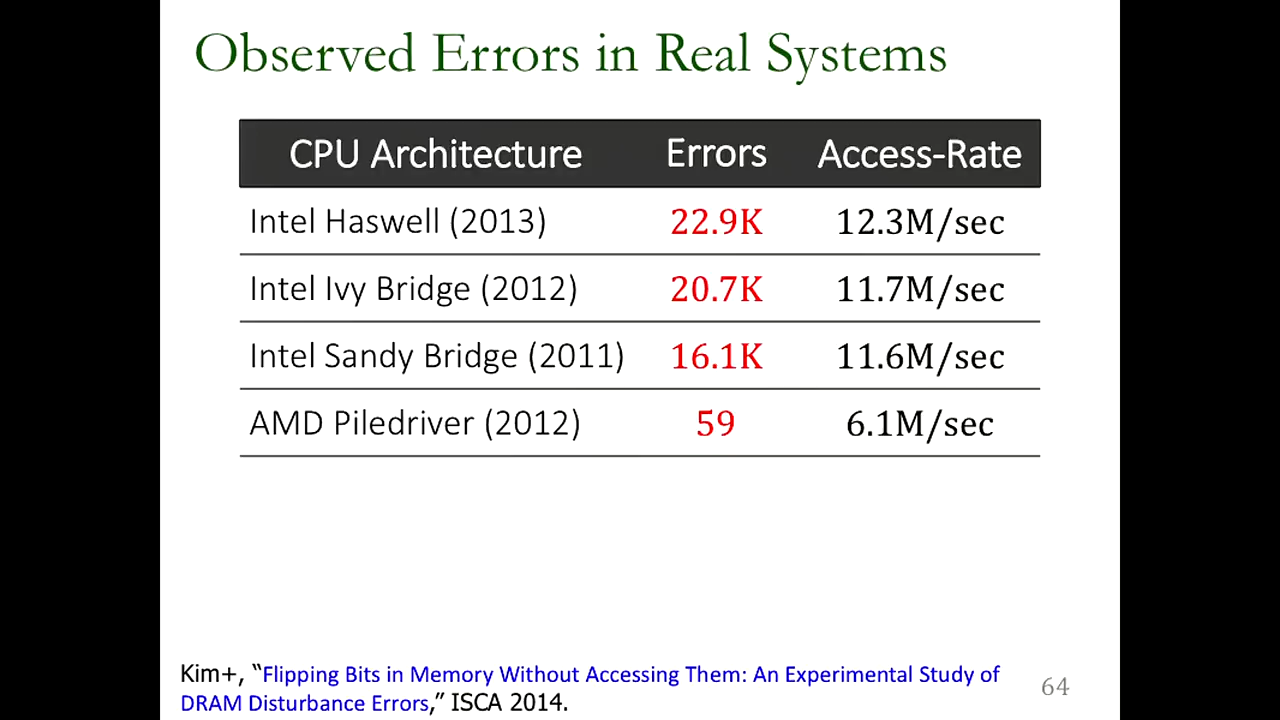 Observed Errors in Real Systems
CPU Architecture Errors Access-Rate
Intel Haswell (2013) 22.9K 12.3M/sec
Intel Ivy Bridge (2012) 20.7K 11.7M/sec
Intel Sandy Bridge (2011) 16.1K 11.6M/sec
AMD Piledriver (2012) 59 6.1M/sec
Kim+, “Flipping Bits in Memory Without Accessing Them: An Experimental Study of
DRAM Disturbance Errors,” ISCA 2014.
64